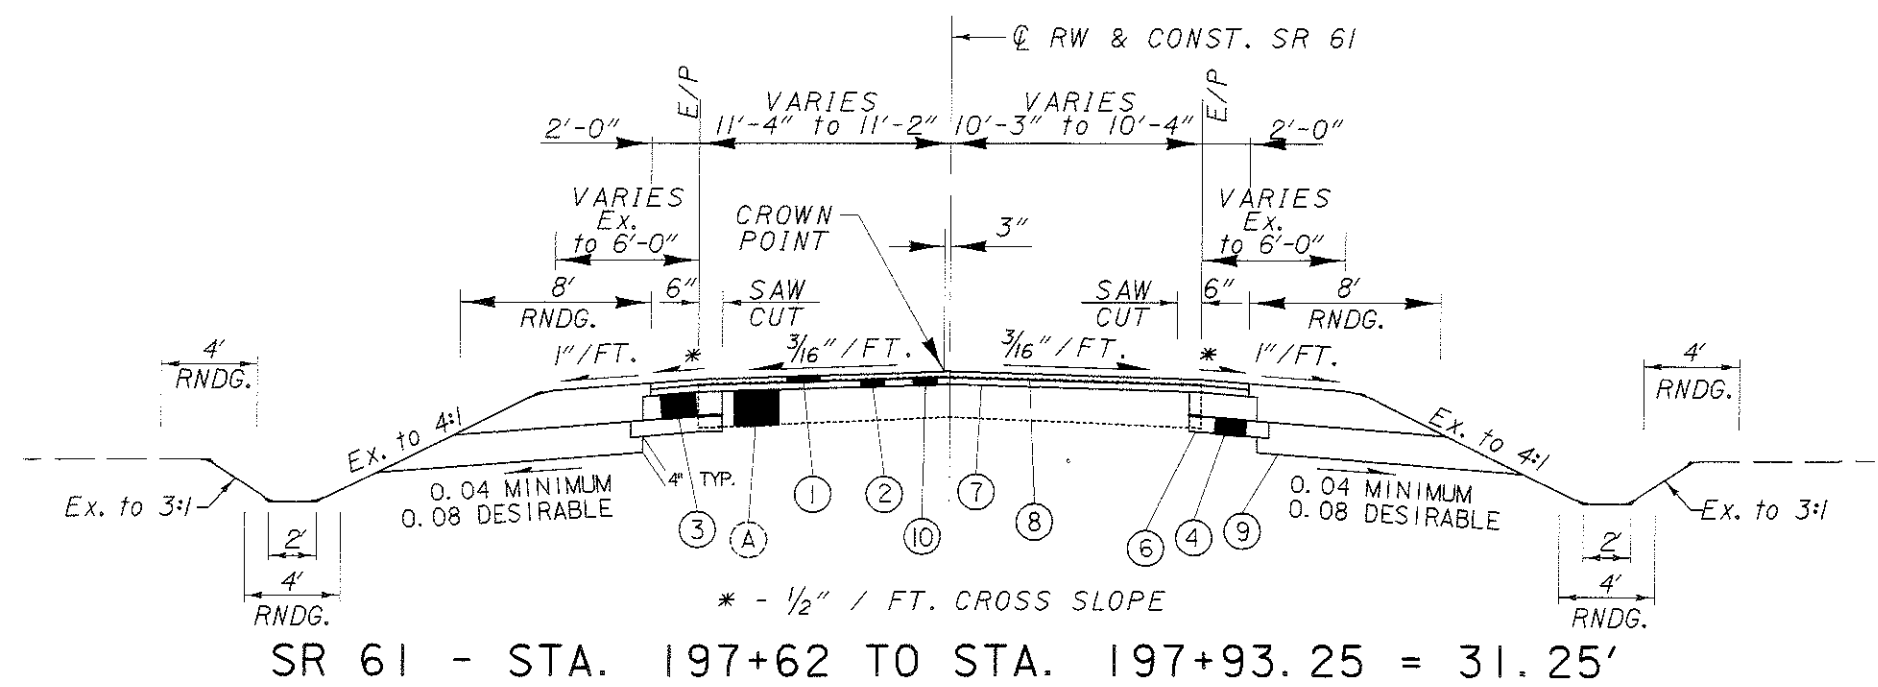 ℄ RW & CONST. SR 61
E/P
E/P
VARIES
VARIES
2'-0"
11'-4" to 11'-2"
10'-3" to 10'-4"
2'-0"
VARIES
Ex.
to 6'-0"
CROWN
POINT
3"
VARIES
Ex.
to 6'-0"
8'
RNDG.
6"
SAW
CUT
SAW
CUT
6"
8'
RNDG.
4'
RNDG.
1"/FT.
*
3/16"/FT.
3/16"/FT.
*
1"/FT.
4'
RNDG.
Ex. to 4:1
Ex. to 4:1
Ex. to 3:1
0.04 MINIMUM
0.08 DESIRABLE
4" TYP.
3
A
1
2
10
7
8
6
4
9
0.04 MINIMUM
0.08 DESIRABLE
Ex. to 3:1
2'
4'
RNDG.
2'
4'
RNDG.
* - 1/2" / FT. CROSS SLOPE
SR 61 - STA. 197+62 TO STA. 197+93.25 = 31.25'